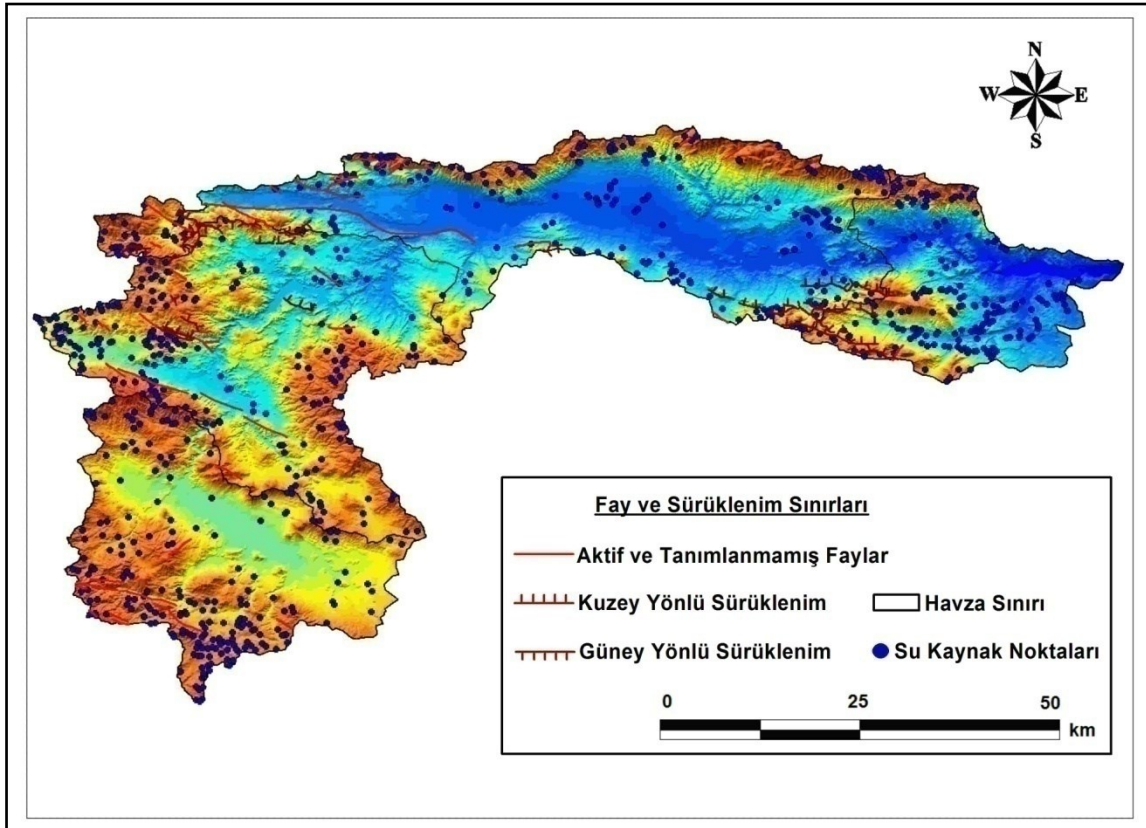 N
W E
S
Fay ve Sürüklenim Sınırları
Aktif ve Tanımlanmamış Faylar
Kuzey Yönlü Sürüklenim
Havza Sınırı
Güney Yönlü Sürüklenim
Su Kaynak Noktaları
0 25 50
km